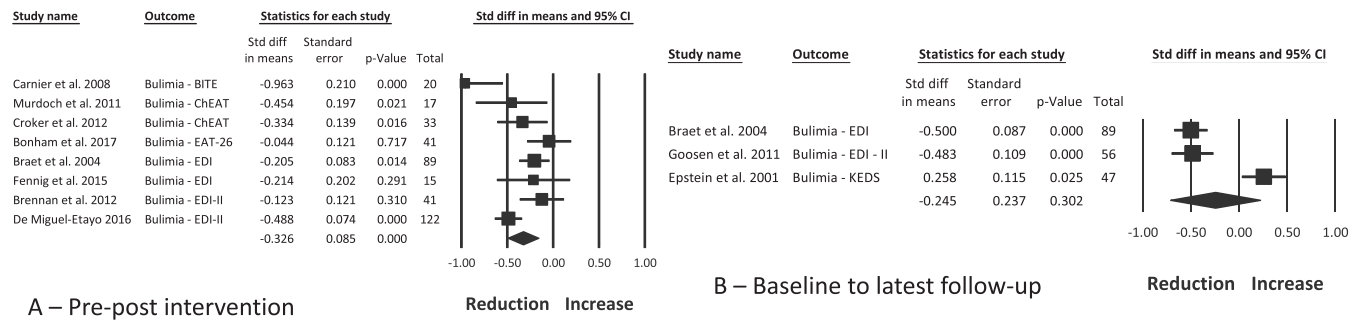 Study name Outcome Statistics for each study Std diff in means and 95% CI
Std diff Standard
in means error p-Value Total
Carnier et al. 2008 Bulimia - BITE -0.963 0.210 0.000 20
Murdoch et al. 2011 Bulimia - ChEAT -0.454 0.197 0.021 17
Croker et al. 2012 Bulimia - ChEAT -0.334 0.139 0.016 33
Bonham et al. 2017 Bulimia - EAT-26 -0.044 0.121 0.717 41
Braet et al. 2004 Bulimia - EDI -0.205 0.083 0.014 89
Fennig et al. 2015 Bulimia - EDI -0.214 0.202 0.291 15
Brennan et al. 2012 Bulimia - EDI-II -0.123 0.121 0.310 41
De Miguel-Etayo 2016 Bulimia - EDI-II -0.488 0.074 0.000 122
-0.326 0.085 0.000
-1.00 -0.50 0.00 0.50 1.00
Reduction Increase
A – Pre-post intervention
Study name Outcome Statistics for each study Std diff in means and 95% CI
Std diff Standard
in means error p-Value Total
Braet et al. 2004 Bulimia - EDI -0.500 0.087 0.000 89
Goosen et al. 2011 Bulimia - EDI - II -0.483 0.109 0.000 56
Epstein et al. 2001 Bulimia - KEDS 0.258 0.115 0.025 47
-0.245 0.237 0.302
-1.00 -0.50 0.00 0.50 1.00
Reduction Increase
B – Baseline to latest follow-up